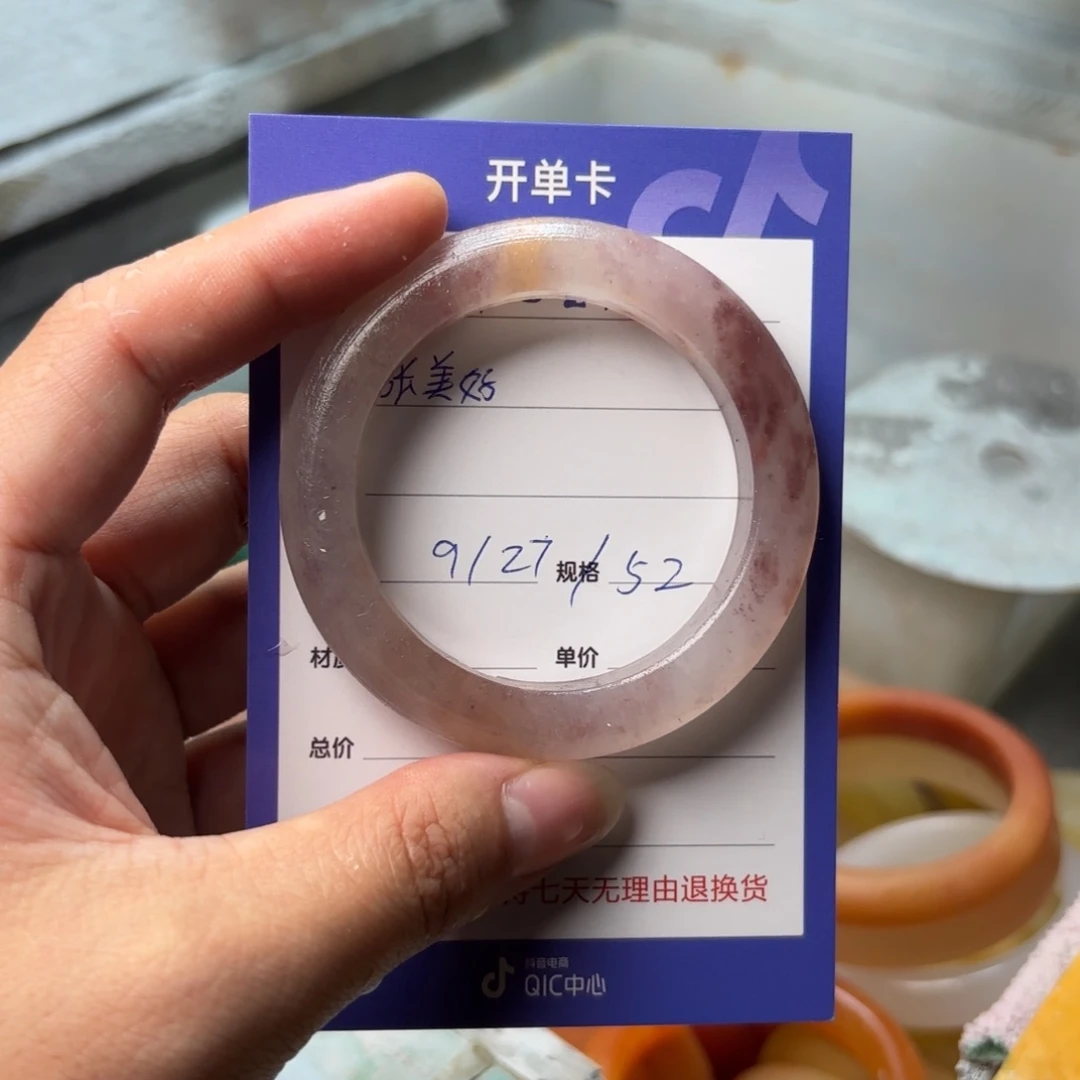 开单卡
张美好
9/27 规格 / 52
材质 单价
总价
七天无理由退换货
抖音电商
QIC中心